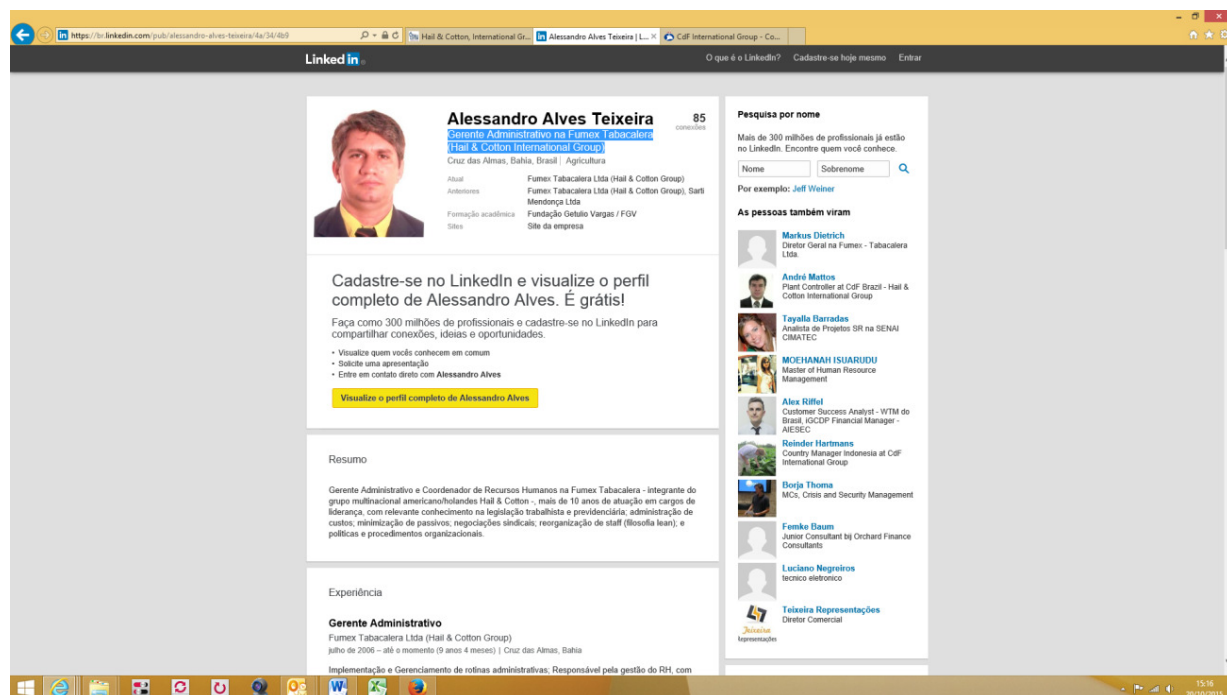 https://br.linkedin.com/pub/alessandro-alves-teixeira/4a/34/4b9
Hail & Cotton, International Gr...
Alessandro Alves Teixeira | L...
CdF International Group - Co...
Linked in
O que é o LinkedIn? Cadastre-se hoje mesmo Entrar
Alessandro Alves Teixeira
85
conexões
Gerente Administrativo na Fumex Tabacalera
(Hail & Cotton International Group)
Cruz das Almas, Bahia, Brasil | Agricultura
Atual Fumex Tabacalera Ltda (Hail & Cotton Group)
Anteriores Fumex Tabacalera Ltda (Hail & Cotton Group), Sarti
Mendonça Ltda
Formação acadêmica Fundação Getulio Vargas / FGV
Sites Site da empresa
Cadastre-se no LinkedIn e visualize o perfil
completo de Alessandro Alves. É grátis!
Faça como 300 milhões de profissionais e cadastre-se no LinkedIn para
compartilhar conexões, ideias e oportunidades.
• Visualize quem vocês conhecem em comum
• Solicite uma apresentação
• Entre em contato direto com Alessandro Alves
Visualize o perfil completo de Alessandro Alves
Resumo
Gerente Administrativo e Coordenador de Recursos Humanos na Fumex Tabacalera - integrante do
grupo multinacional americano/holandes Hail & Cotton -, mais de 10 anos de atuação em cargos de
liderança, com relevante conhecimento na legislação trabalhista e previdenciária; administração de
custos; minimização de passivos; negociações sindicais; reorganização de staff (filosofia lean); e
politicas e procedimentos organizacionais.
Experiência
Gerente Administrativo
Fumex Tabacalera Ltda (Hail & Cotton Group)
julho de 2006 – até o momento (9 anos 4 meses) | Cruz das Almas, Bahia
Implementação e Gerenciamento de rotinas administrativas; Responsável pela gestão do RH, com
Pesquisa por nome
Mais de 300 milhões de profissionais já estão
no LinkedIn. Encontre quem você conhece.
Nome Sobrenome
Por exemplo: Jeff Weiner
As pessoas também viram
Markus Dietrich
Diretor Geral na Fumex - Tabacalera
Ltda.
André Mattos
Plant Controller at CdF Brazil - Hail &
Cotton International Group
Tayalla Barradas
Analista de Projetos SR na SENAI
CIMATEC
MOEHANAH ISUARUDU
Master of Human Resource
Management
Alex Riffel
Customer Success Analyst - WTM do
Brasil, iGCDP Financial Manager -
AIESEC
Reinder Hartmans
Country Manager Indonesia at CdF
International Group
Borja Thoma
MCs, Crisis and Security Management
Femke Baum
Junior Consultant bij Orchard Finance
Consultants
Luciano Negreiros
tecnico eletronico
Teixeira Representações
Diretor Comercial
Teixeira
Representações
15:16
20/10/2015